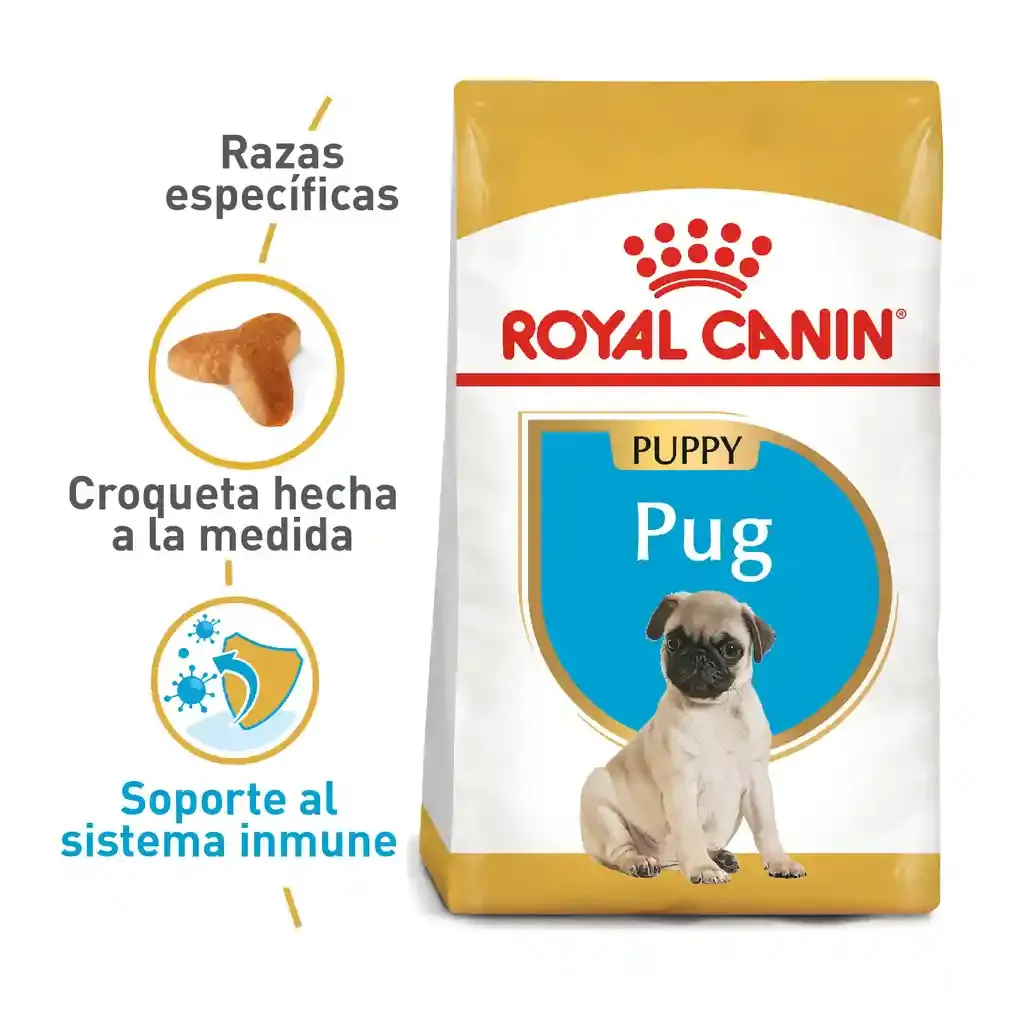 Razas
específicas
Croqueta hecha
a la medida
Soporte al
sistema inmune
ROYAL CANIN®
PUPPY
Pug